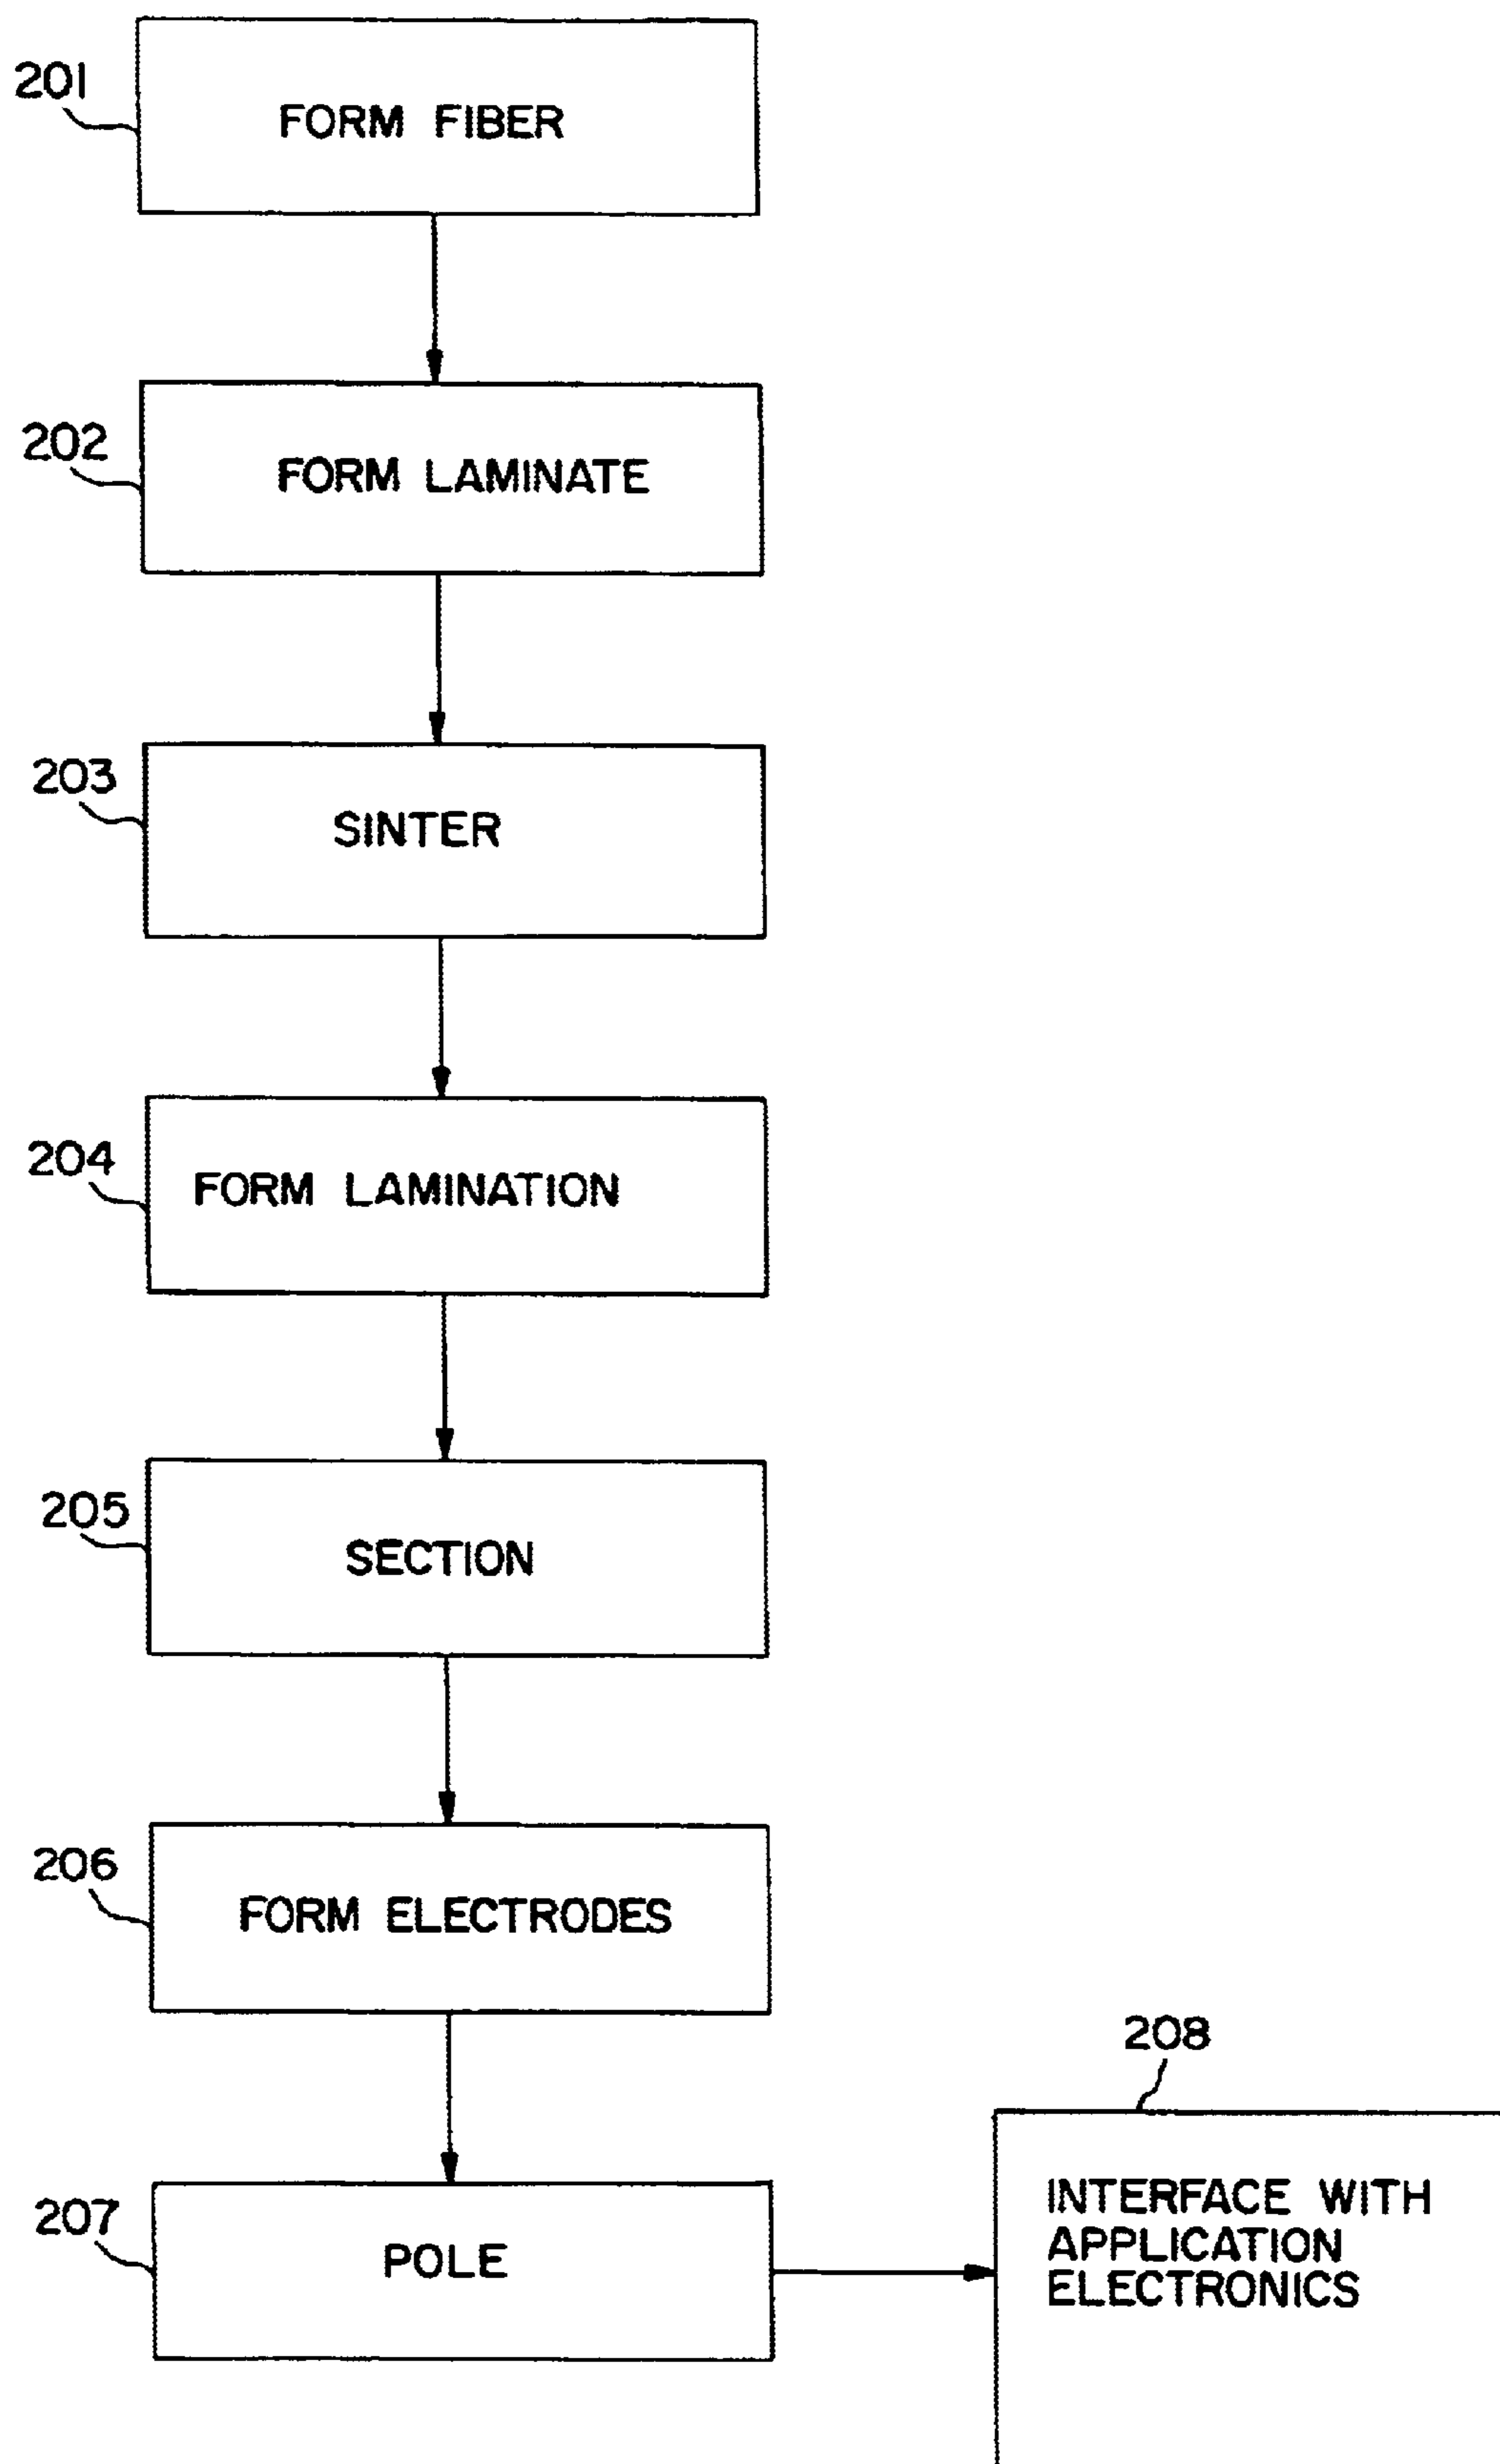 201
FORM FIBER
202
FORM LAMINATE
203
SINTER
204
FORM LAMINATION
205
SECTION
206
FORM ELECTRODES
207
POLE
208
INTERFACE WITH
APPLICATION
ELECTRONICS